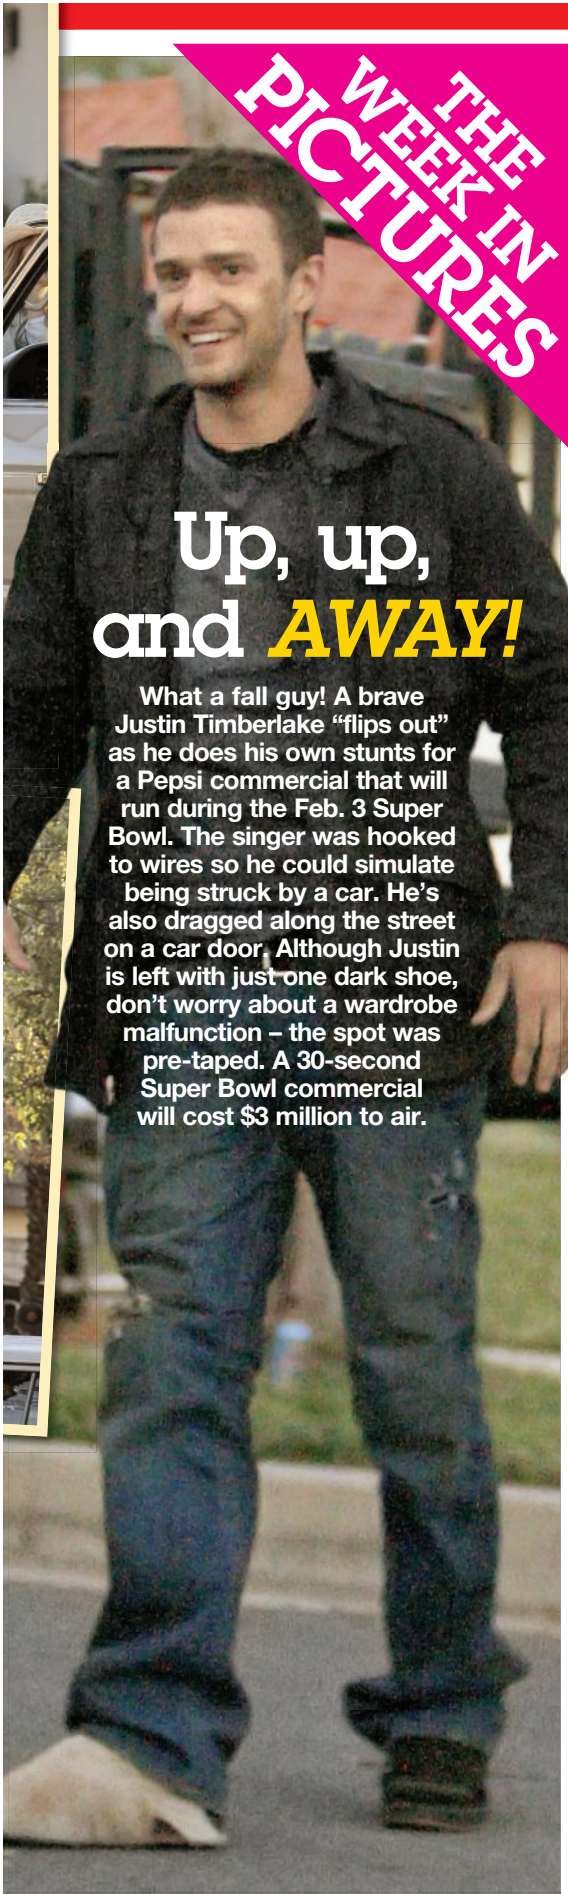 THE
WEEK IN
PICTURES
Up, up,
and AWAY!
What a fall guy! A brave
Justin Timberlake “flips out”
as he does his own stunts for
a Pepsi commercial that will
run during the Feb. 3 Super
Bowl. The singer was hooked
to wires so he could simulate
being struck by a car. He’s
also dragged along the street
on a car door. Although Justin
is left with just one dark shoe,
don’t worry about a wardrobe
malfunction – the spot was
pre-taped. A 30-second
Super Bowl commercial
will cost $3 million to air.